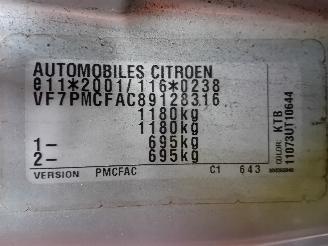 AUTOMOBILES CITROEN
e11*2001/116*0238
VF7PMCFAC89128316
1180kg
1180kg
1- 695kg
2- 695kg
VERSION PMCFAC C1 643
COLOR: KTB
11073UT10644